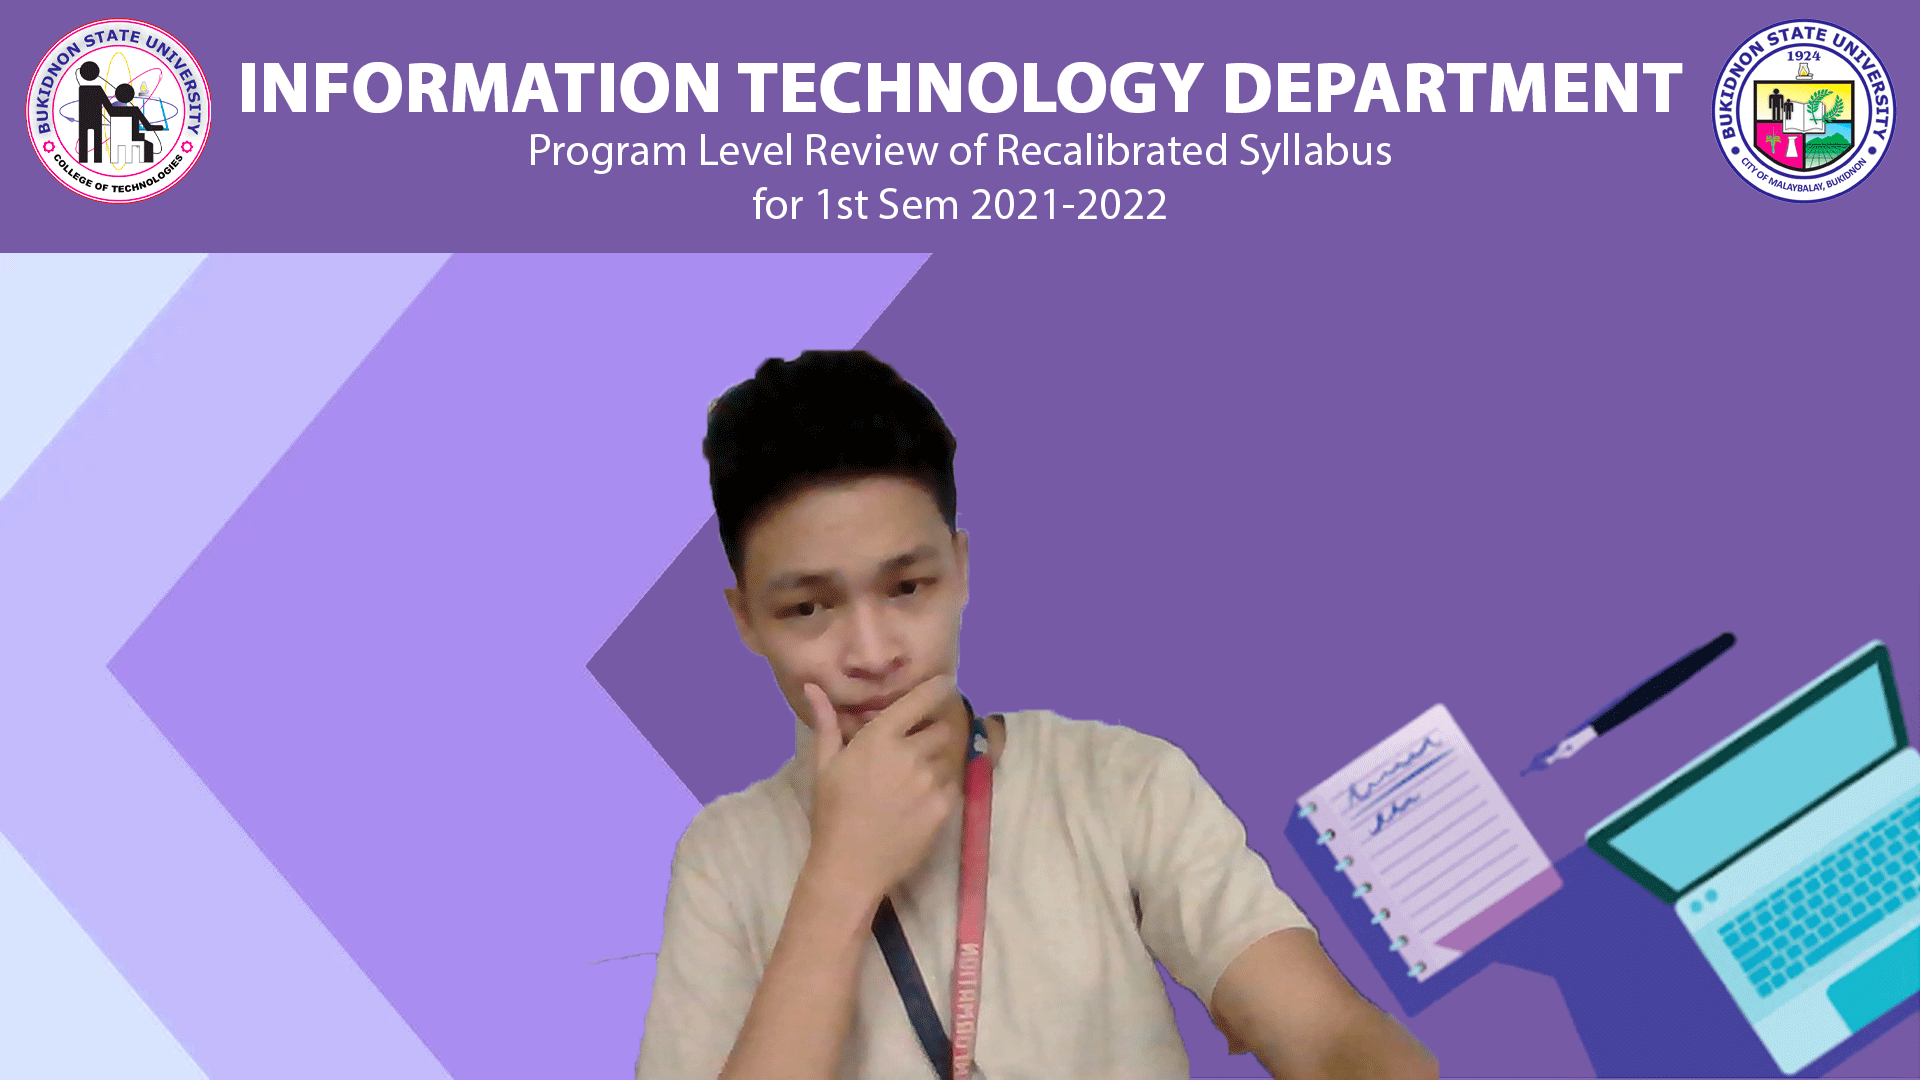 BUKIDNON STATE UNIVERSITY
COLLEGE OF TECHNOLOGIES
INFORMATION TECHNOLOGY DEPARTMENT
Program Level Review of Recalibrated Syllabus
for 1st Sem 2021-2022
BUKIDNON STATE UNIVERSITY
1924
CITY OF MALAYBALAY, BUKIDNON